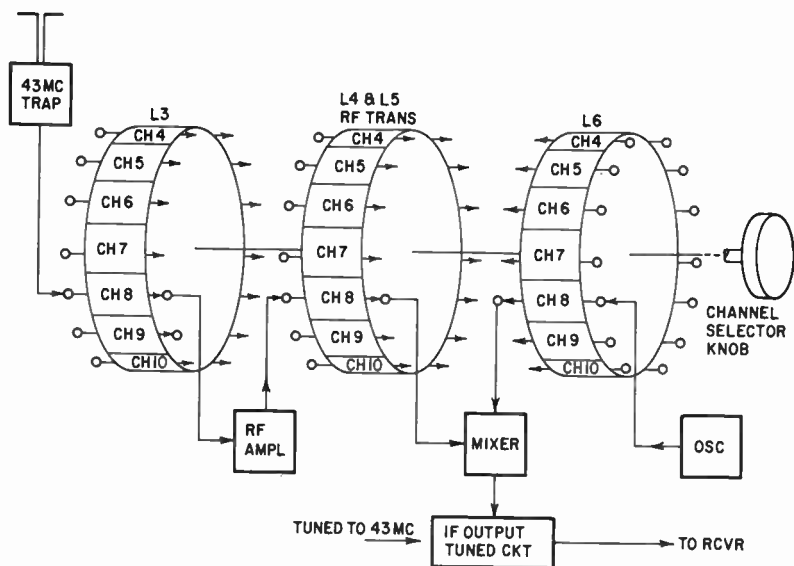 43MC
TRAP
L3
CH4
CH5
CH6
CH7
CH8
CH9
CH10
L4 & L5
RF TRANS
CH4
CH5
CH6
CH7
CH8
CH9
CH10
L6
CH4
CH5
CH6
CH7
CH8
CH9
CH10
CHANNEL
SELECTOR
KNOB
RF
AMPL
MIXER
OSC
TUNED TO 43MC
IF OUTPUT
TUNED CKT
TO RCVR